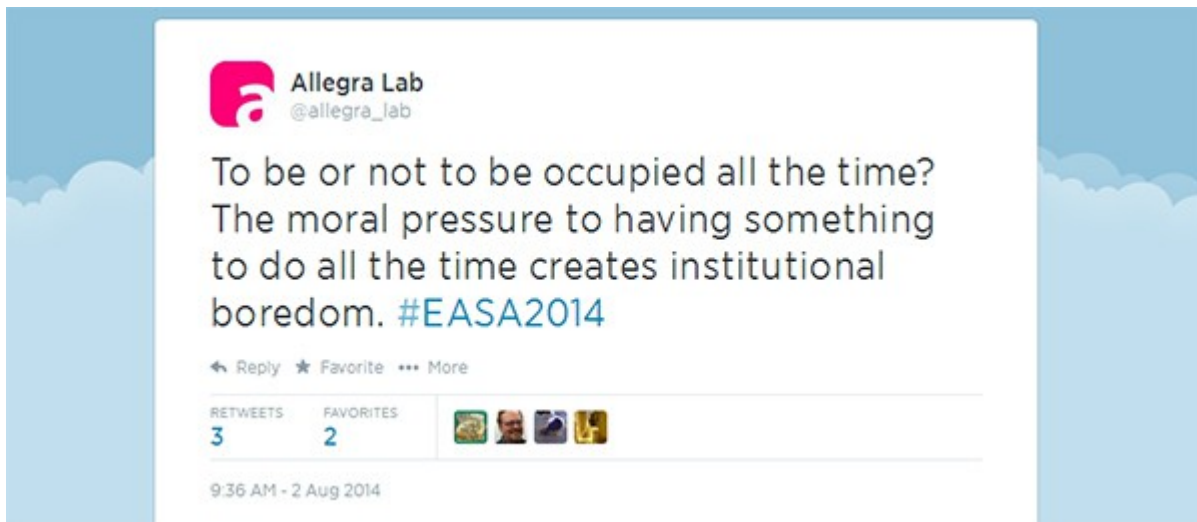 Allegra Lab
@allegra_lab
To be or not to be occupied all the time?
The moral pressure to having something
to do all the time creates institutional
boredom. #EASA2014
Reply Favorite More
RETWEETS FAVORITES
3 2
9:36 AM - 2 Aug 2014